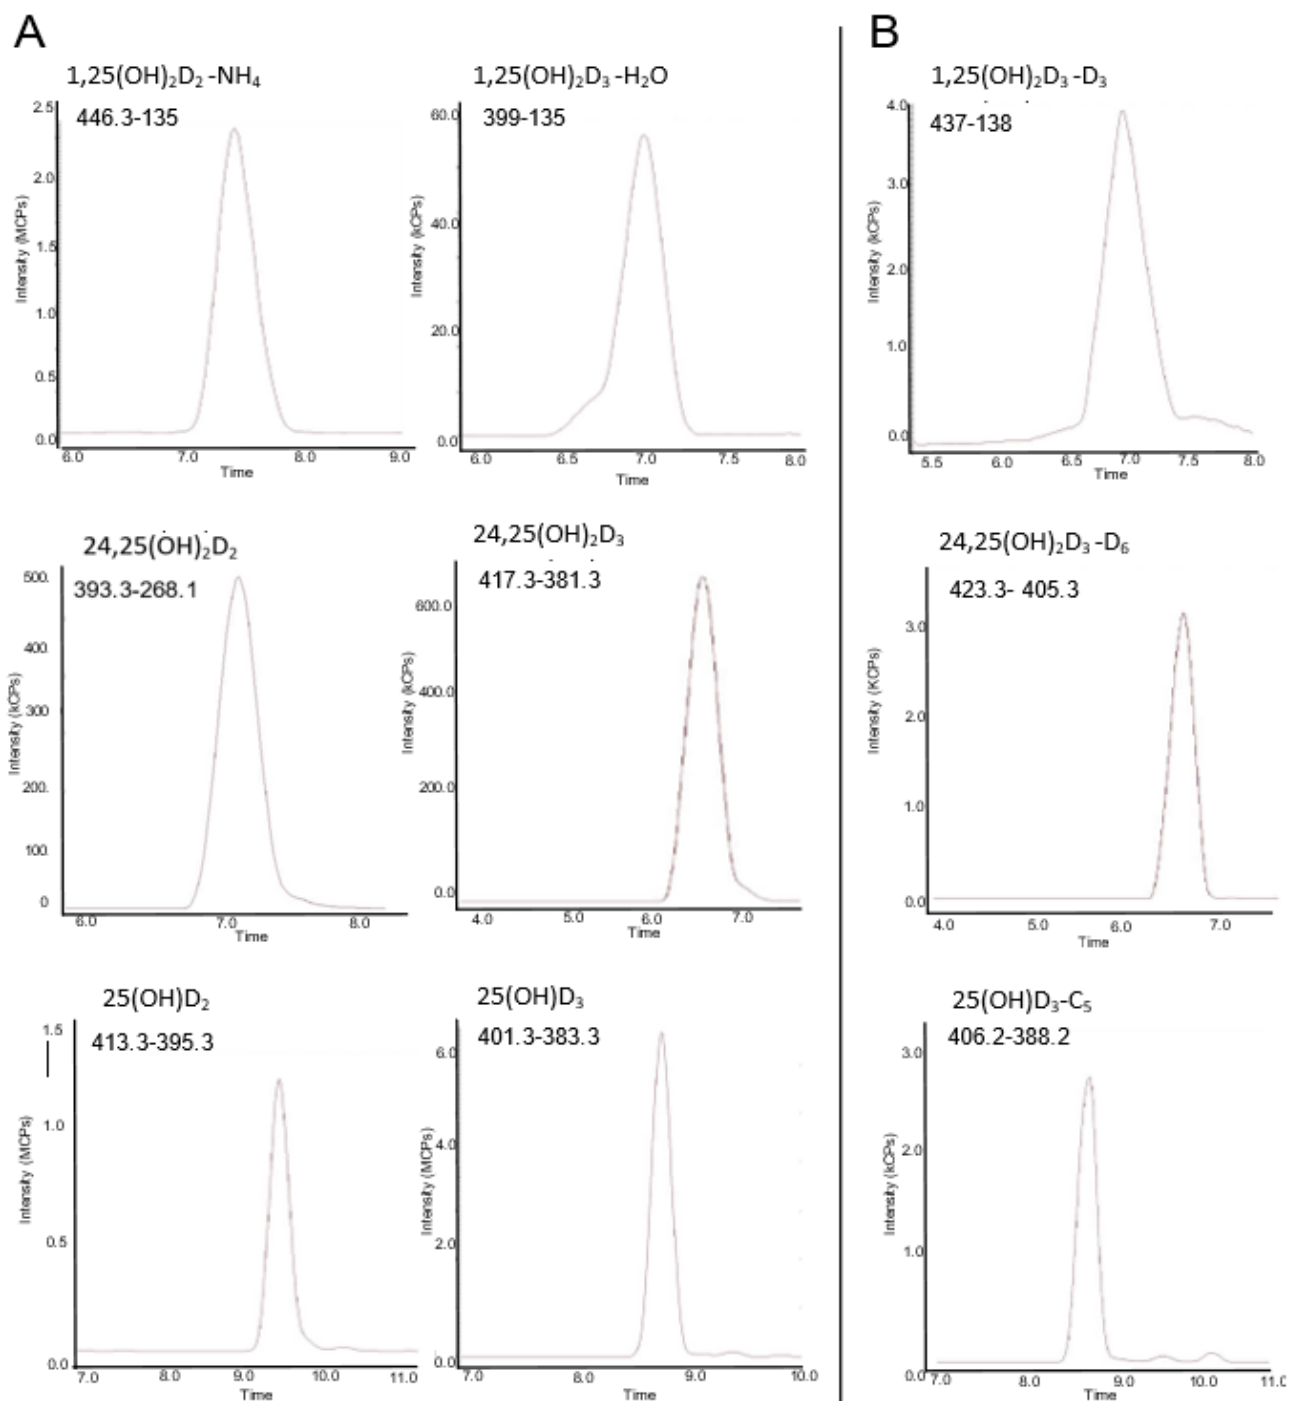 A
B
1,25(OH)₂D₂ -NH₄
446.3-135
2.5
2.0
1.5
1.0
0.5
0.0
Intensity (MCPs)
6.0 7.0 8.0 9.0
Time
1,25(OH)₂D₃ -H₂O
399-135
60.0
40.0
20.0
0.0
Intensity (kCPs)
6.0 6.5 7.0 7.5 8.0
Time
1,25(OH)₂D₃ -D₃
437-138
4.0
3.0
2.0
1.0
0.0
Intensity (kCPs)
5.5 6.0 6.5 7.0 7.5 8.0
Time
24,25(OH)₂D₂
393.3-268.1
500.
400.
300
200.
100.
0
Intensity (kCPs)
6.0 7.0 8.0
Time
24,25(OH)₂D₃
417.3-381.3
600.0
400.0
200.0
0.0
Intensity (kCPs)
4.0 5.0 6.0 7.0
Time
24,25(OH)₂D₃ -D₆
423.3- 405.3
3.0
2.0
1.0
0.0
Intensity (KCPs)
4.0 5.0 6.0 7.0
Time
25(OH)D₂
413.3-395.3
1.5
1.0
0.5
0.0
Intensity (MCPs)
7.0 8.0 9.0 10.0 11.0
Time
25(OH)D₃
401.3-383.3
6.0
4.0
2.0
0.0
Intensity (MCPs)
7.0 8.0 9.0 10.0
Time
25(OH)D₃-C₅
406.2-388.2
3.0
2.0
1.0
0.0
Intensity (kCPs)
7.0 8.0 9.0 10.0 11.0
Time